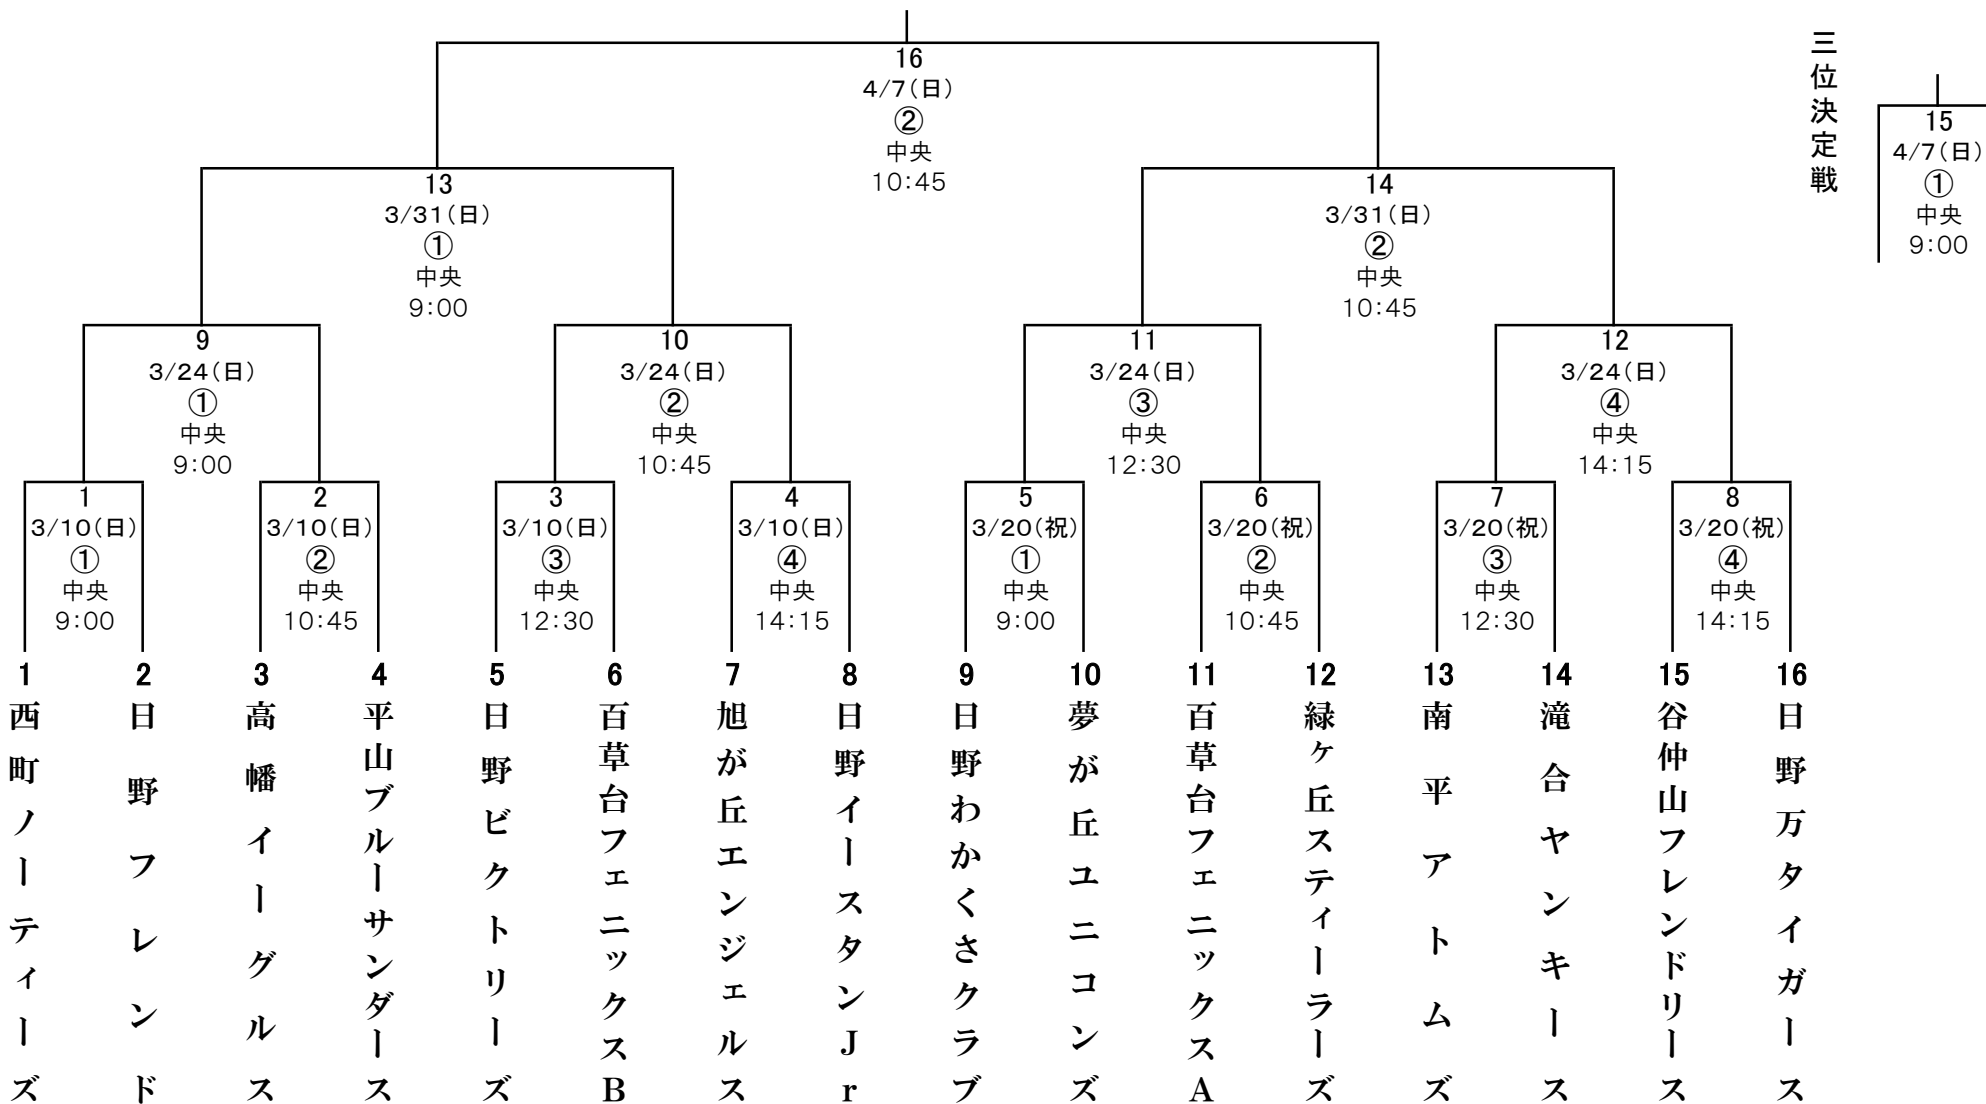 16
4/7(日)
②
中央
10:45
三位決定戦
15
4/7(日)
①
中央
9:00
13
3/31(日)
①
中央
9:00
14
3/31(日)
②
中央
10:45
9
3/24(日)
①
中央
9:00
10
3/24(日)
②
中央
10:45
11
3/24(日)
③
中央
12:30
12
3/24(日)
④
中央
14:15
1
3/10(日)
①
中央
9:00
2
3/10(日)
②
中央
10:45
3
3/10(日)
③
中央
12:30
4
3/10(日)
④
中央
14:15
5
3/20(祝)
①
中央
9:00
6
3/20(祝)
②
中央
10:45
7
3/20(祝)
③
中央
12:30
8
3/20(祝)
④
中央
14:15
1
西町ノーティーズ
2
日野フレンド
3
高幡イーグルス
4
平山ブルーサンダース
5
日野ビクトリーズ
6
百草台フェニックスB
7
旭が丘エンジェルス
8
日野イースタンJr
9
日野わかくさクラブ
10
夢が丘ユニコンズ
11
百草台フェニックスA
12
緑ヶ丘スティーラーズ
13
南平アトムズ
14
滝合ヤンキース
15
谷仲山フレンドリース
16
日野万タイガース